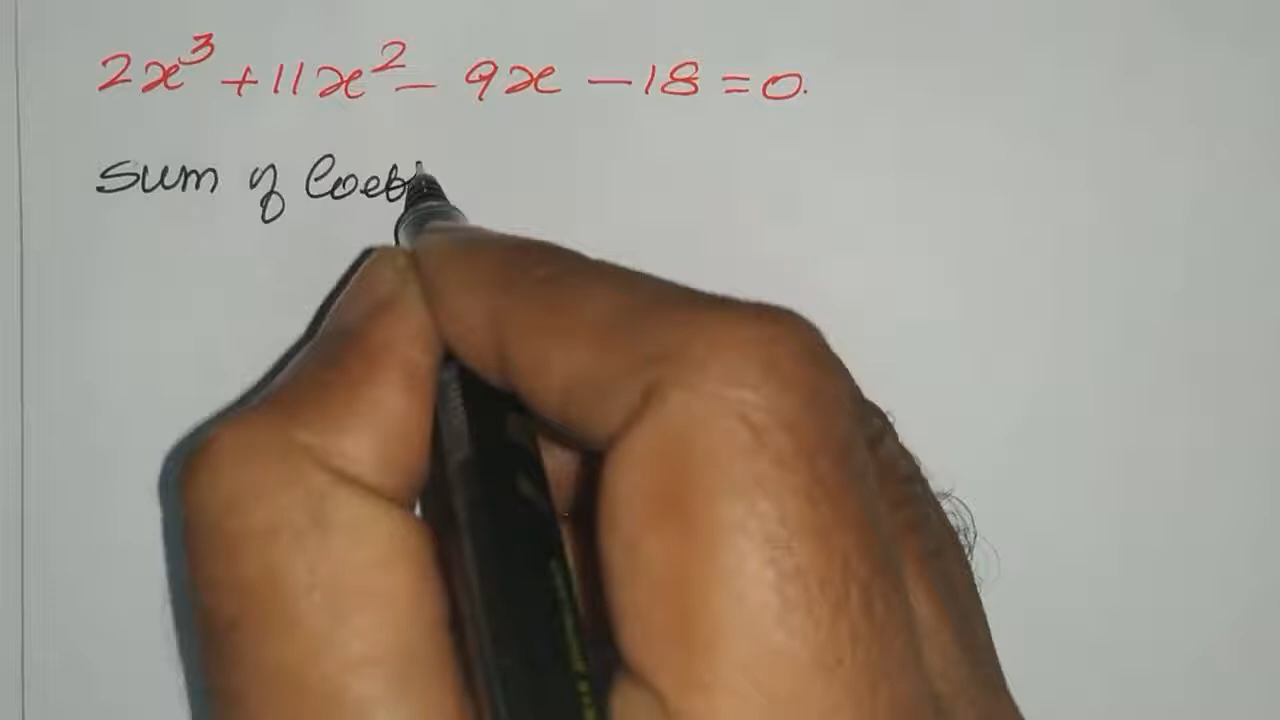 2x³ + 11x² - 9x - 18 = 0.
Sum of Coef